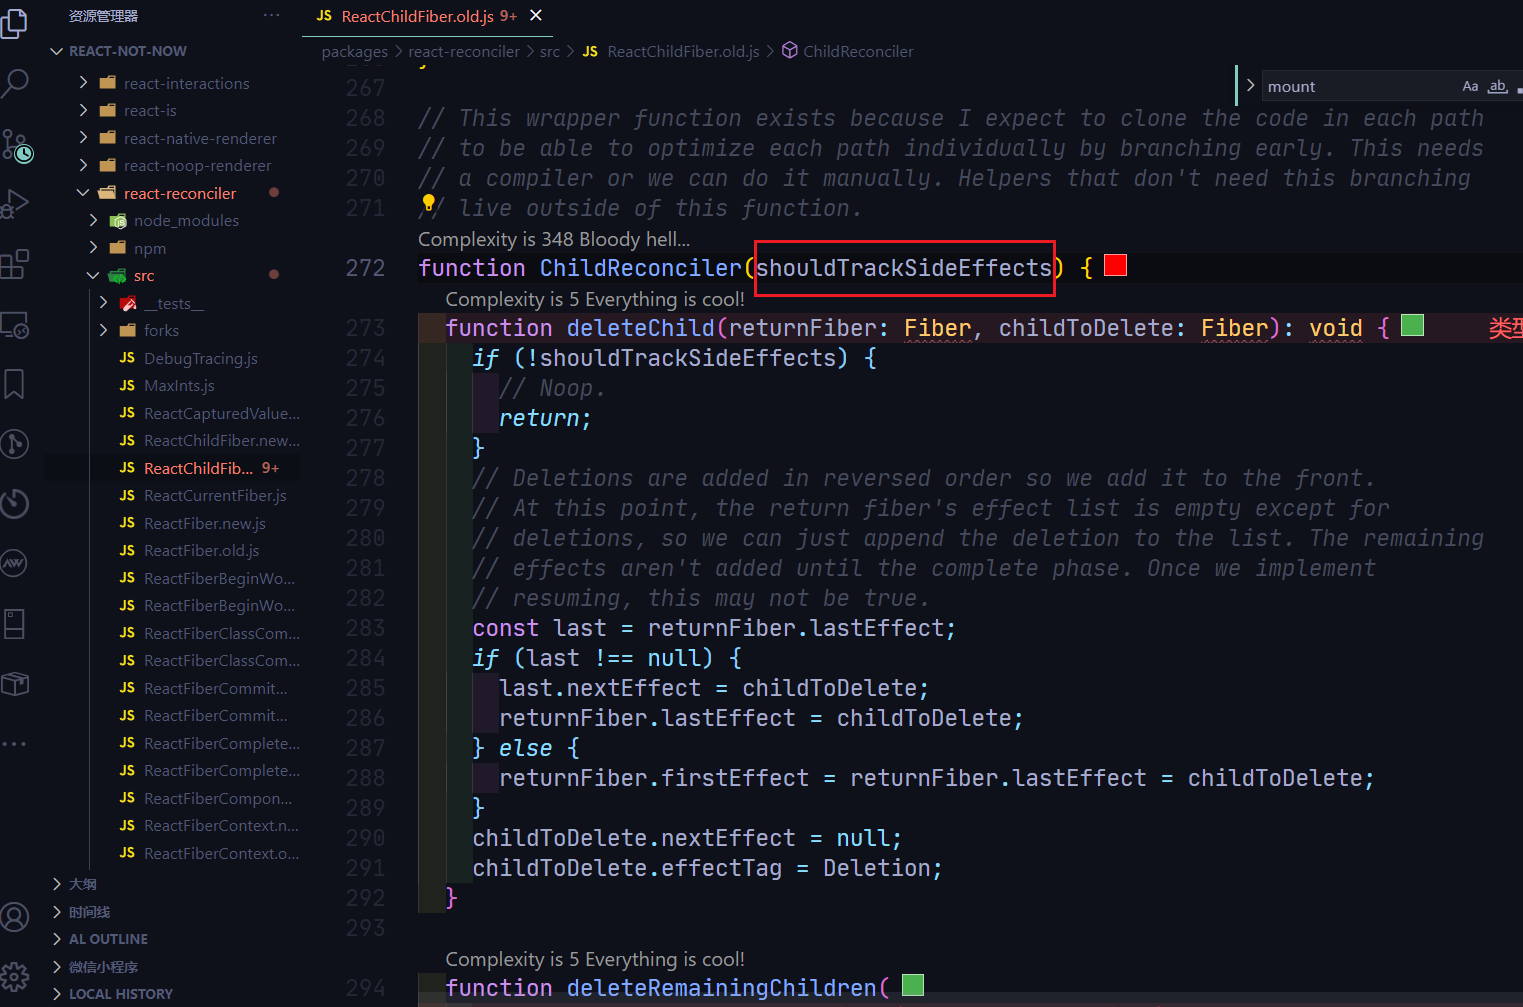 资源管理器
REACT-NOT-NOW
react-interactions
react-is
react-native-renderer
react-noop-renderer
react-reconciler
node_modules
npm
src
__tests__
forks
JS DebugTracing.js
JS MaxInts.js
JS ReactCapturedValue...
JS ReactChildFiber.new...
JS ReactChildFib... 9+
JS ReactCurrentFiber.js
JS ReactFiber.new.js
JS ReactFiber.old.js
JS ReactFiberBeginWo...
JS ReactFiberBeginWo...
JS ReactFiberClassCom...
JS ReactFiberClassCom...
JS ReactFiberCommit...
JS ReactFiberCommit...
JS ReactFiberComplete...
JS ReactFiberComplete...
JS ReactFiberCompon...
JS ReactFiberContext.n...
JS ReactFiberContext.o...
大纲
时间线
AL OUTLINE
微信小程序
LOCAL HISTORY
JS ReactChildFiber.old.js 9+
packages > react-reconciler > src > JS ReactChildFiber.old.js > ChildReconciler
mount Aa ab
267
268 // This wrapper function exists because I expect to clone the code in each path
269 // to be able to optimize each path individually by branching early. This needs
270 // a compiler or we can do it manually. Helpers that don't need this branching
271 // live outside of this function.
Complexity is 348 Bloody hell...
272 function ChildReconciler(shouldTrackSideEffects) {
Complexity is 5 Everything is cool!
273 function deleteChild(returnFiber: Fiber, childToDelete: Fiber): void { 类型
274 if (!shouldTrackSideEffects) {
275 // Noop.
276 return;
277 }
278 // Deletions are added in reversed order so we add it to the front.
279 // At this point, the return fiber's effect list is empty except for
280 // deletions, so we can just append the deletion to the list. The remaining
281 // effects aren't added until the complete phase. Once we implement
282 // resuming, this may not be true.
283 const last = returnFiber.lastEffect;
284 if (last !== null) {
285 last.nextEffect = childToDelete;
286 returnFiber.lastEffect = childToDelete;
287 } else {
288 returnFiber.firstEffect = returnFiber.lastEffect = childToDelete;
289 }
290 childToDelete.nextEffect = null;
291 childToDelete.effectTag = Deletion;
292 }
293
Complexity is 5 Everything is cool!
294 function deleteRemainingChildren(